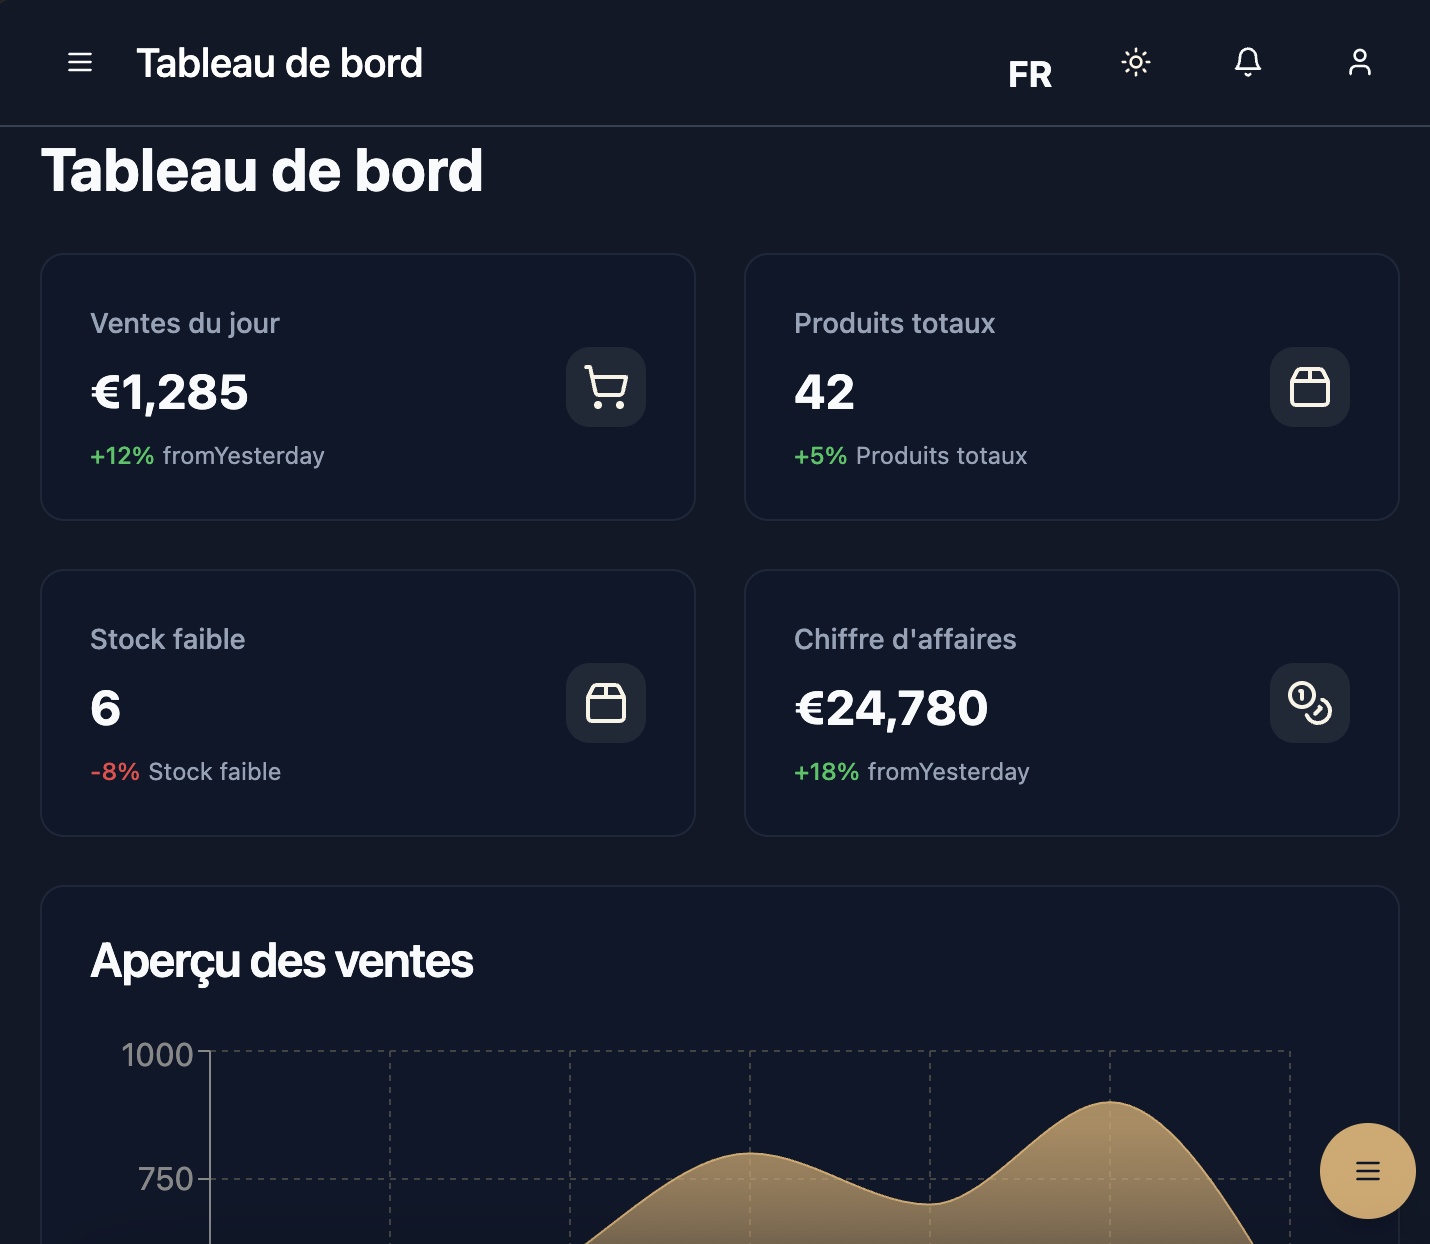 Tableau de bord
FR
Tableau de bord
Ventes du jour
€1,285
+12% fromYesterday
Produits totaux
42
+5% Produits totaux
Stock faible
6
-8% Stock faible
Chiffre d'affaires
€24,780
+18% fromYesterday
Aperçu des ventes
1000
750